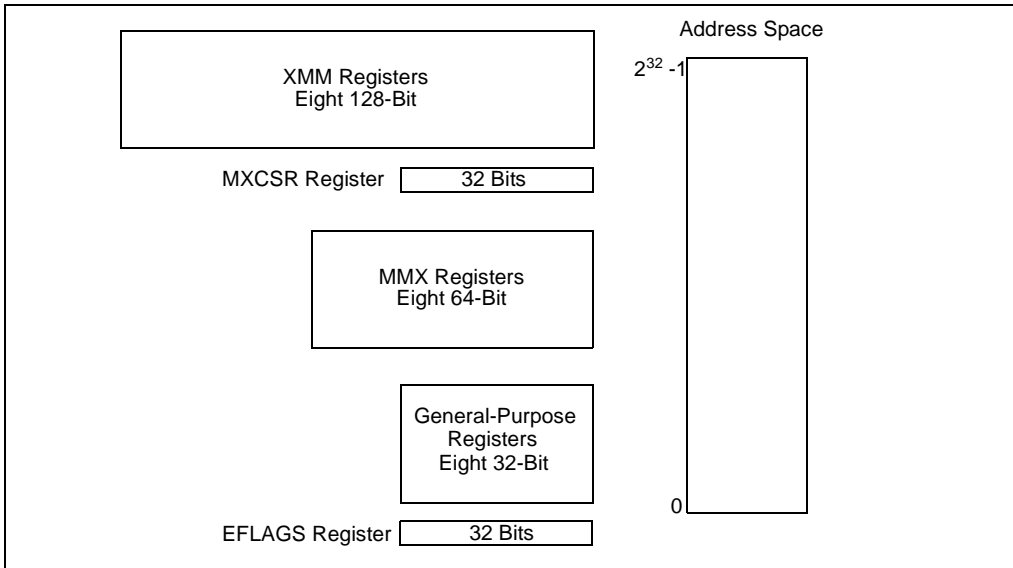 Address Space
2³² -1
XMM Registers
Eight 128-Bit
MXCSR Register
32 Bits
MMX Registers
Eight 64-Bit
General-Purpose
Registers
Eight 32-Bit
0
EFLAGS Register
32 Bits